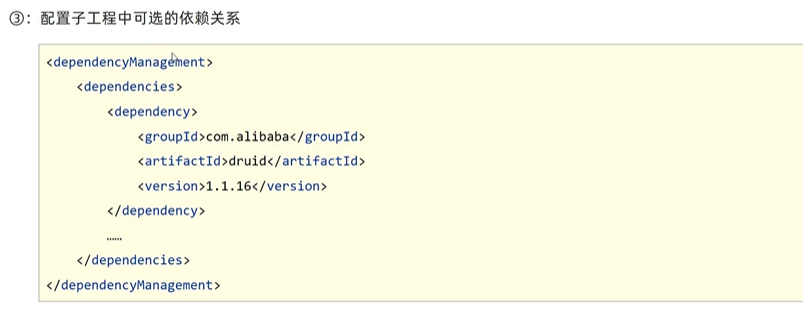 ③：配置子工程中可选的依赖关系
<dependencyManagement>
<dependencies>
<dependency>
<groupId>com.alibaba</groupId>
<artifactId>druid</artifactId>
<version>1.1.16</version>
</dependency>
……
</dependencies>
</dependencyManagement>